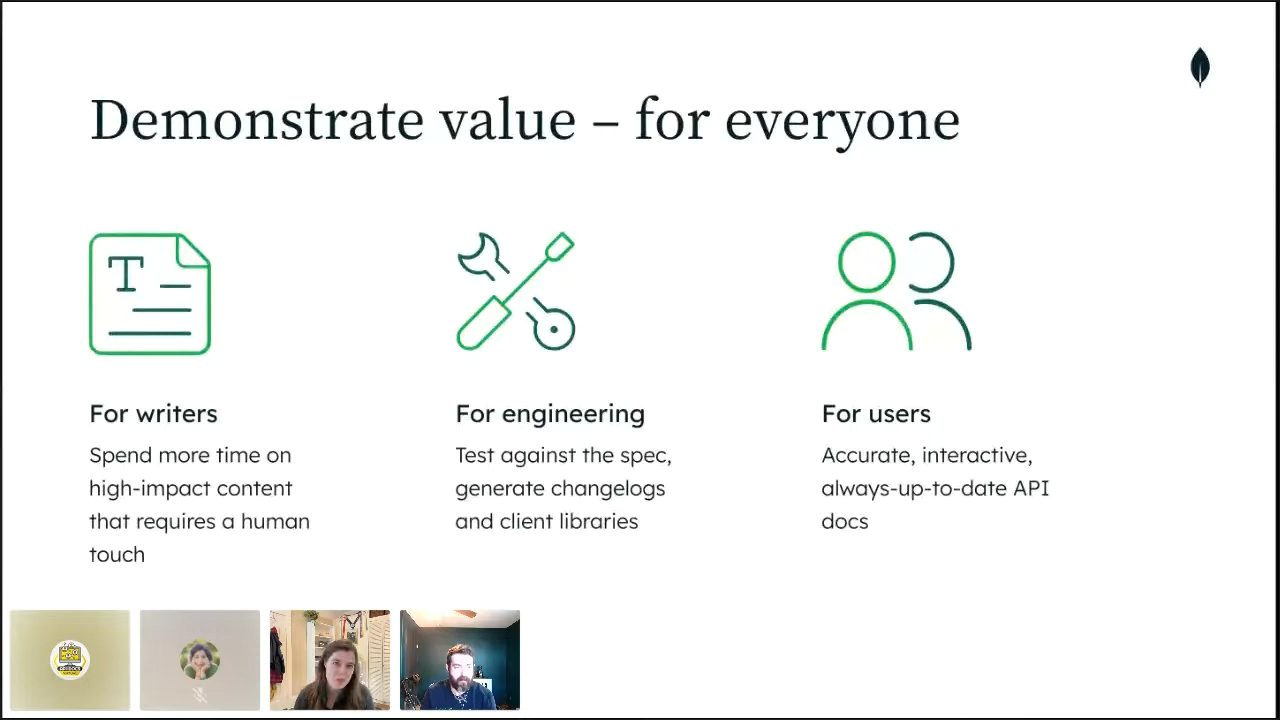 Demonstrate value – for everyone
T
For writers
Spend more time on
high-impact content
that requires a human
touch
For engineering
Test against the spec,
generate changelogs
and client libraries
For users
Accurate, interactive,
always-up-to-date API
docs